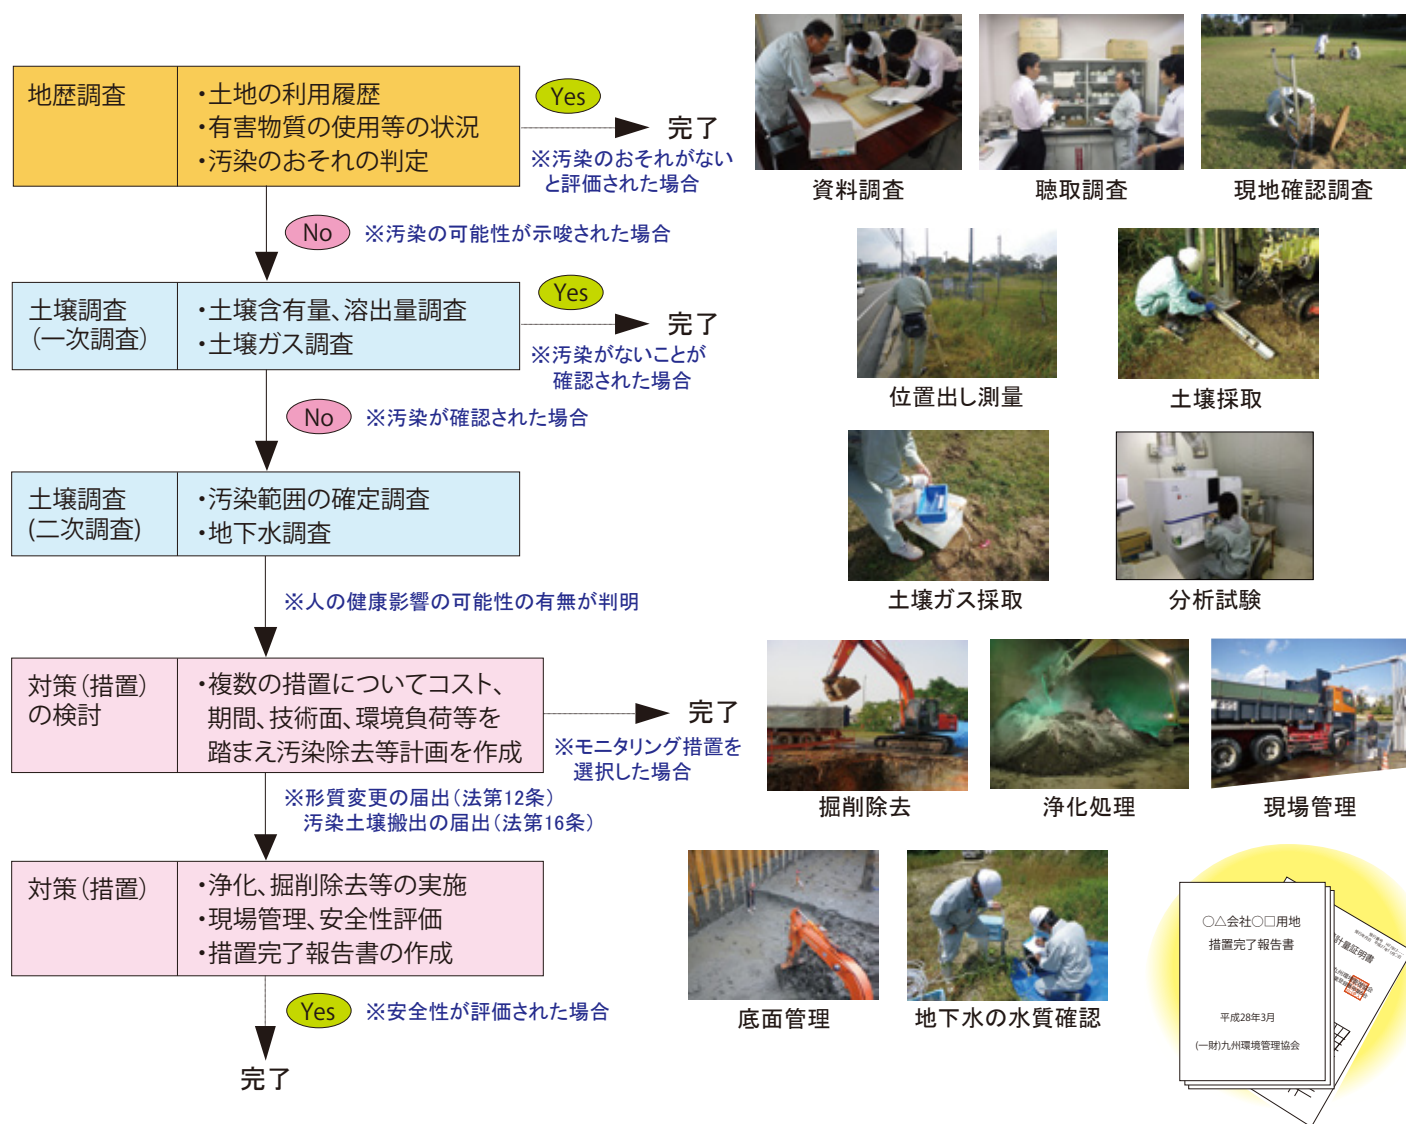 地歴調査
・土地の利用履歴
・有害物質の使用等の状況
・汚染のおそれの判定
Yes
完了
※汚染のおそれがない
と評価された場合
No
※汚染の可能性が示唆された場合
土壌調査
(一次調査)
・土壌含有量、溶出量調査
・土壌ガス調査
Yes
完了
※汚染がないことが
確認された場合
No
※汚染が確認された場合
土壌調査
(二次調査)
・汚染範囲の確定調査
・地下水調査
※人の健康影響の可能性の有無が判明
対策(措置)
の検討
・複数の措置についてコスト、
期間、技術面、環境負荷等を
踏まえ汚染除去等計画を作成
完了
※モニタリング措置を
選択した場合
※形質変更の届出(法第12条)
汚染土壌搬出の届出(法第16条)
対策(措置)
・浄化、掘削除去等の実施
・現場管理、安全性評価
・措置完了報告書の作成
Yes
※安全性が評価された場合
完了
資料調査
聴取調査
現地確認調査
位置出し測量
土壌採取
土壌ガス採取
分析試験
掘削除去
浄化処理
現場管理
底面管理
地下水の水質確認
○△会社○□用地
措置完了報告書
平成28年3月
(一財)九州環境管理協会
計量証明書